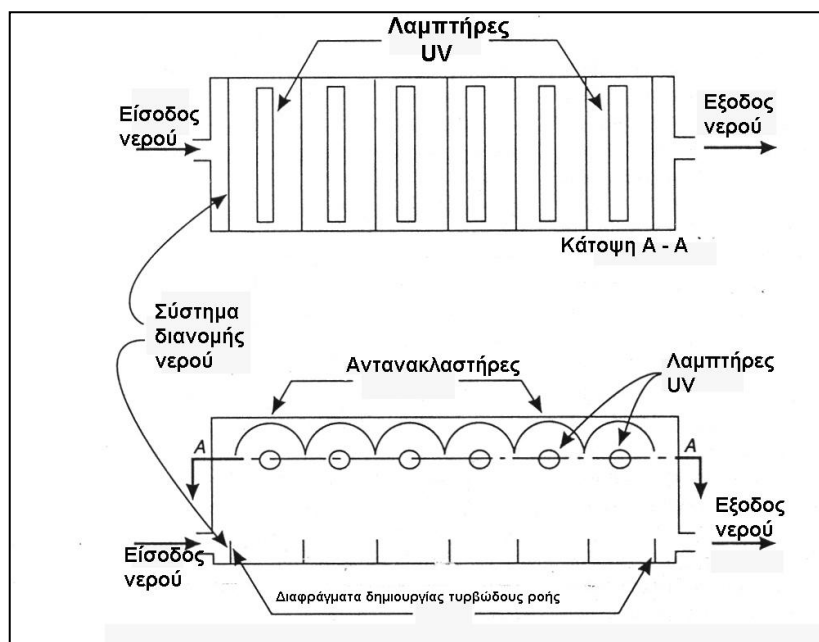 Λαμπτήρες
UV
Είσοδος
νερού
Εξοδος
νερού
Κάτοψη Α - Α
Σύστημα
διανομής
νερού
Αντανακλαστήρες
Λαμπτήρες
UV
A
A
Είσοδος
νερού
Εξοδος
νερού
Διαφράγματα δημιουργίας τυρβώδους ροής